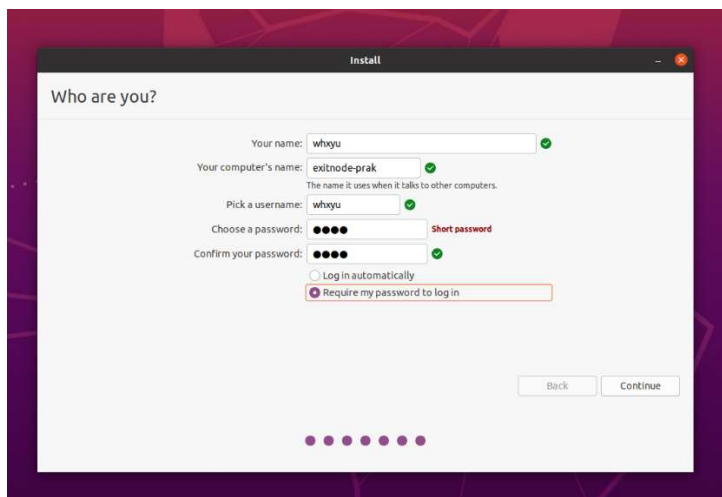 Install
Who are you?
Your name: whxyu
Your computer's name: exitnode-prak
The name it uses when it talks to other computers.
Pick a username: whxyu
Choose a password: ●●●● Short password
Confirm your password: ●●●●
Log in automatically
Require my password to log in
Back Continue